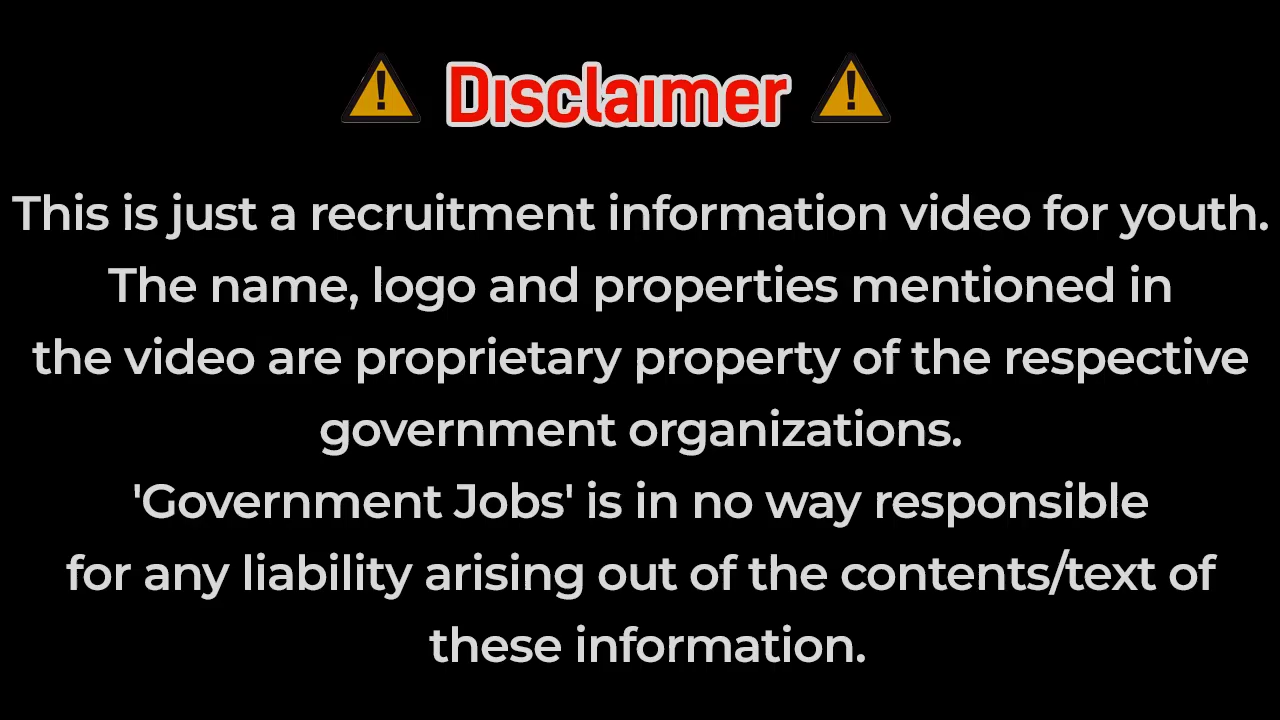 Disclaimer
This is just a recruitment information video for youth.
The name, logo and properties mentioned in
the video are proprietary property of the respective
government organizations.
'Government Jobs' is in no way responsible
for any liability arising out of the contents/text of
these information.